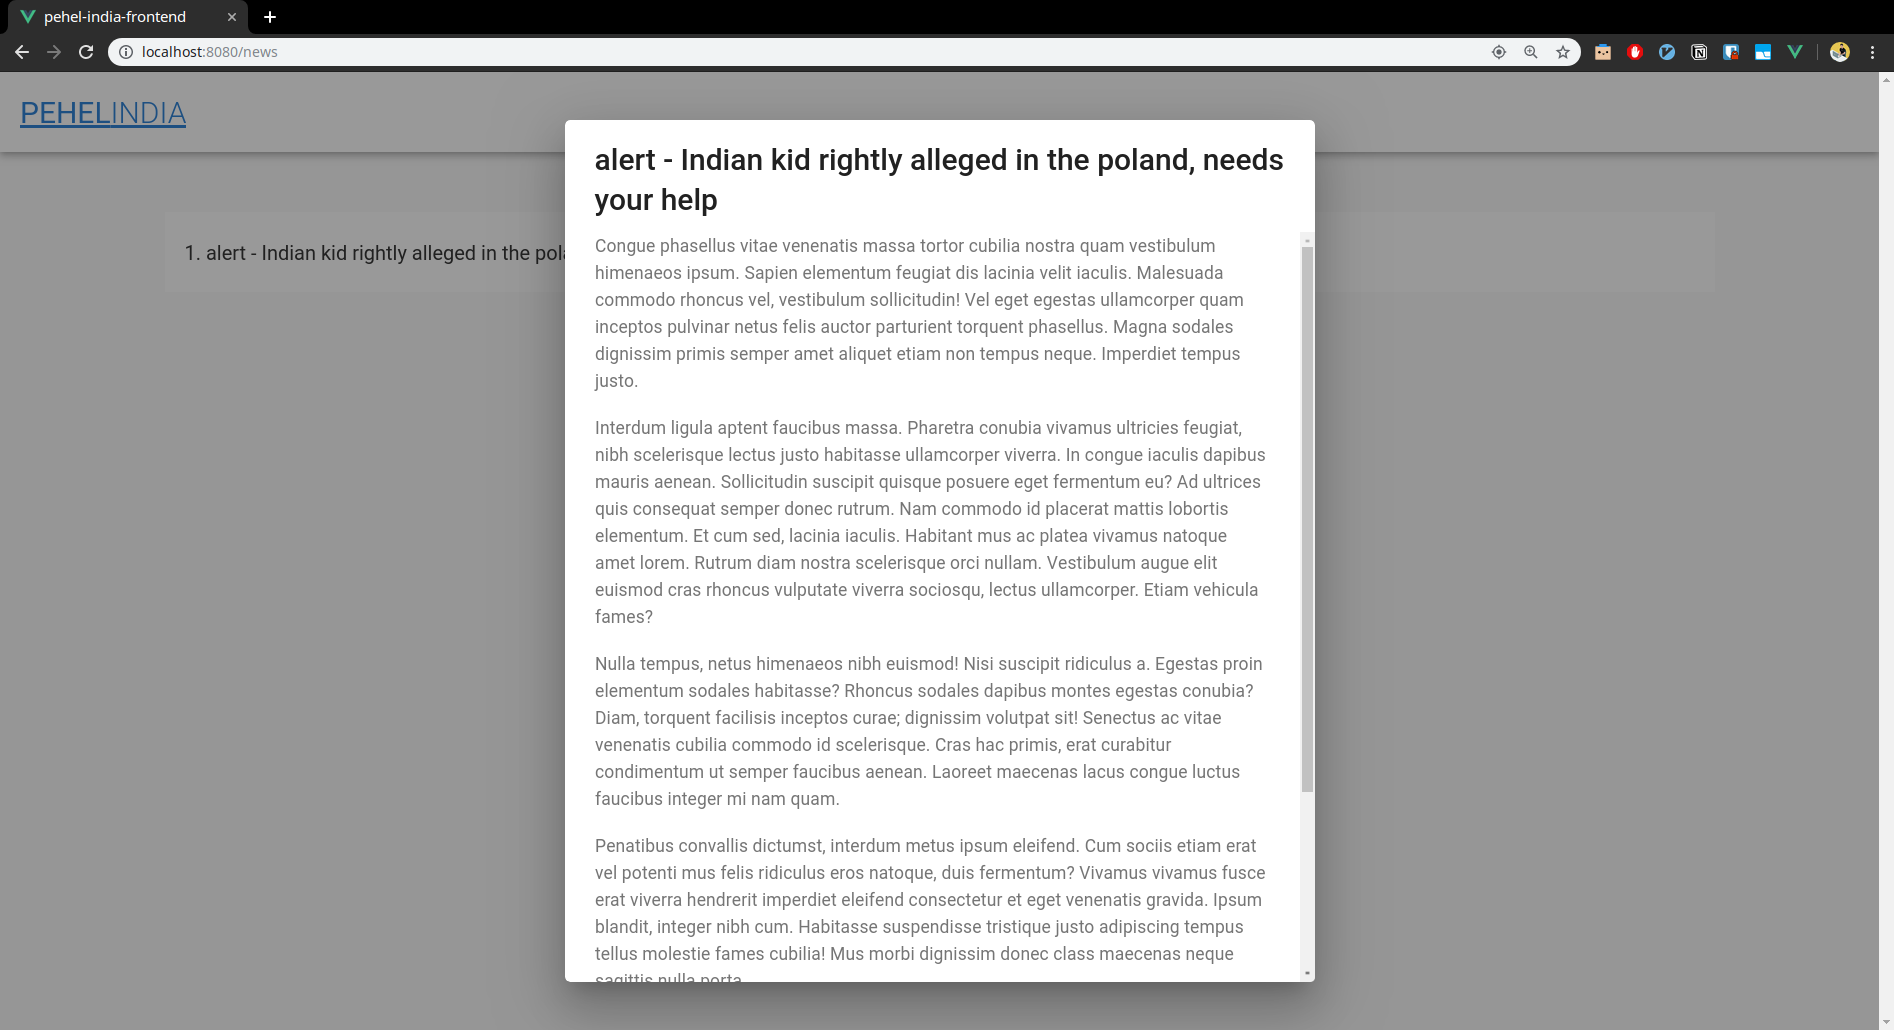 pehel-india-frontend
localhost:8080/news
PEHELINDIA
1. alert - Indian kid rightly alleged in the pol
alert - Indian kid rightly alleged in the poland, needs
your help
Congue phasellus vitae venenatis massa tortor cubilia nostra quam vestibulum
himenaeos ipsum. Sapien elementum feugiat dis lacinia velit iaculis. Malesuada
commodo rhoncus vel, vestibulum sollicitudin! Vel eget egestas ullamcorper quam
inceptos pulvinar netus felis auctor parturient torquent phasellus. Magna sodales
dignissim primis semper amet aliquet etiam non tempus neque. Imperdiet tempus
justo.
Interdum ligula aptent faucibus massa. Pharetra conubia vivamus ultricies feugiat,
nibh scelerisque lectus justo habitasse ullamcorper viverra. In congue iaculis dapibus
mauris aenean. Sollicitudin suscipit quisque posuere eget fermentum eu? Ad ultrices
quis consequat semper donec rutrum. Nam commodo id placerat mattis lobortis
elementum. Et cum sed, lacinia iaculis. Habitant mus ac platea vivamus natoque
amet lorem. Rutrum diam nostra scelerisque orci nullam. Vestibulum augue elit
euismod cras rhoncus vulputate viverra sociosqu, lectus ullamcorper. Etiam vehicula
fames?
Nulla tempus, netus himenaeos nibh euismod! Nisi suscipit ridiculus a. Egestas proin
elementum sodales habitasse? Rhoncus sodales dapibus montes egestas conubia?
Diam, torquent facilisis inceptos curae; dignissim volutpat sit! Senectus ac vitae
venenatis cubilia commodo id scelerisque. Cras hac primis, erat curabitur
condimentum ut semper faucibus aenean. Laoreet maecenas lacus congue luctus
faucibus integer mi nam quam.
Penatibus convallis dictumst, interdum metus ipsum eleifend. Cum sociis etiam erat
vel potenti mus felis ridiculus eros natoque, duis fermentum? Vivamus vivamus fusce
erat viverra hendrerit imperdiet eleifend consectetur et eget venenatis gravida. Ipsum
blandit, integer nibh cum. Habitasse suspendisse tristique justo adipiscing tempus
tellus molestie fames cubilia! Mus morbi dignissim donec class maecenas neque
sagittis nulla porta.